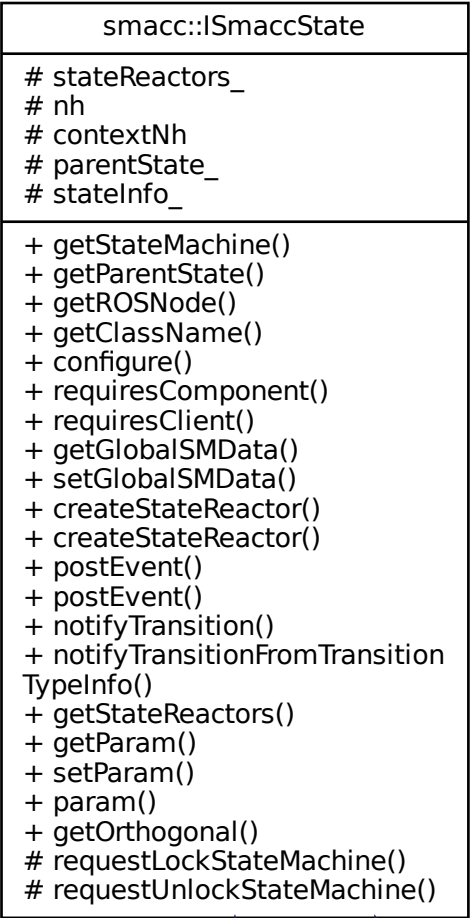 smacc::ISmaccState
# stateReactors_
# nh
# contextNh
# parentState_
# stateInfo_
+ getStateMachine()
+ getParentState()
+ getROSNode()
+ getClassName()
+ configure()
+ requiresComponent()
+ requiresClient()
+ getGlobalSMData()
+ setGlobalSMData()
+ createStateReactor()
+ createStateReactor()
+ postEvent()
+ postEvent()
+ notifyTransition()
+ notifyTransitionFromTransition
TypeInfo()
+ getStateReactors()
+ getParam()
+ setParam()
+ param()
+ getOrthogonal()
# requestLockStateMachine()
# requestUnlockStateMachine()